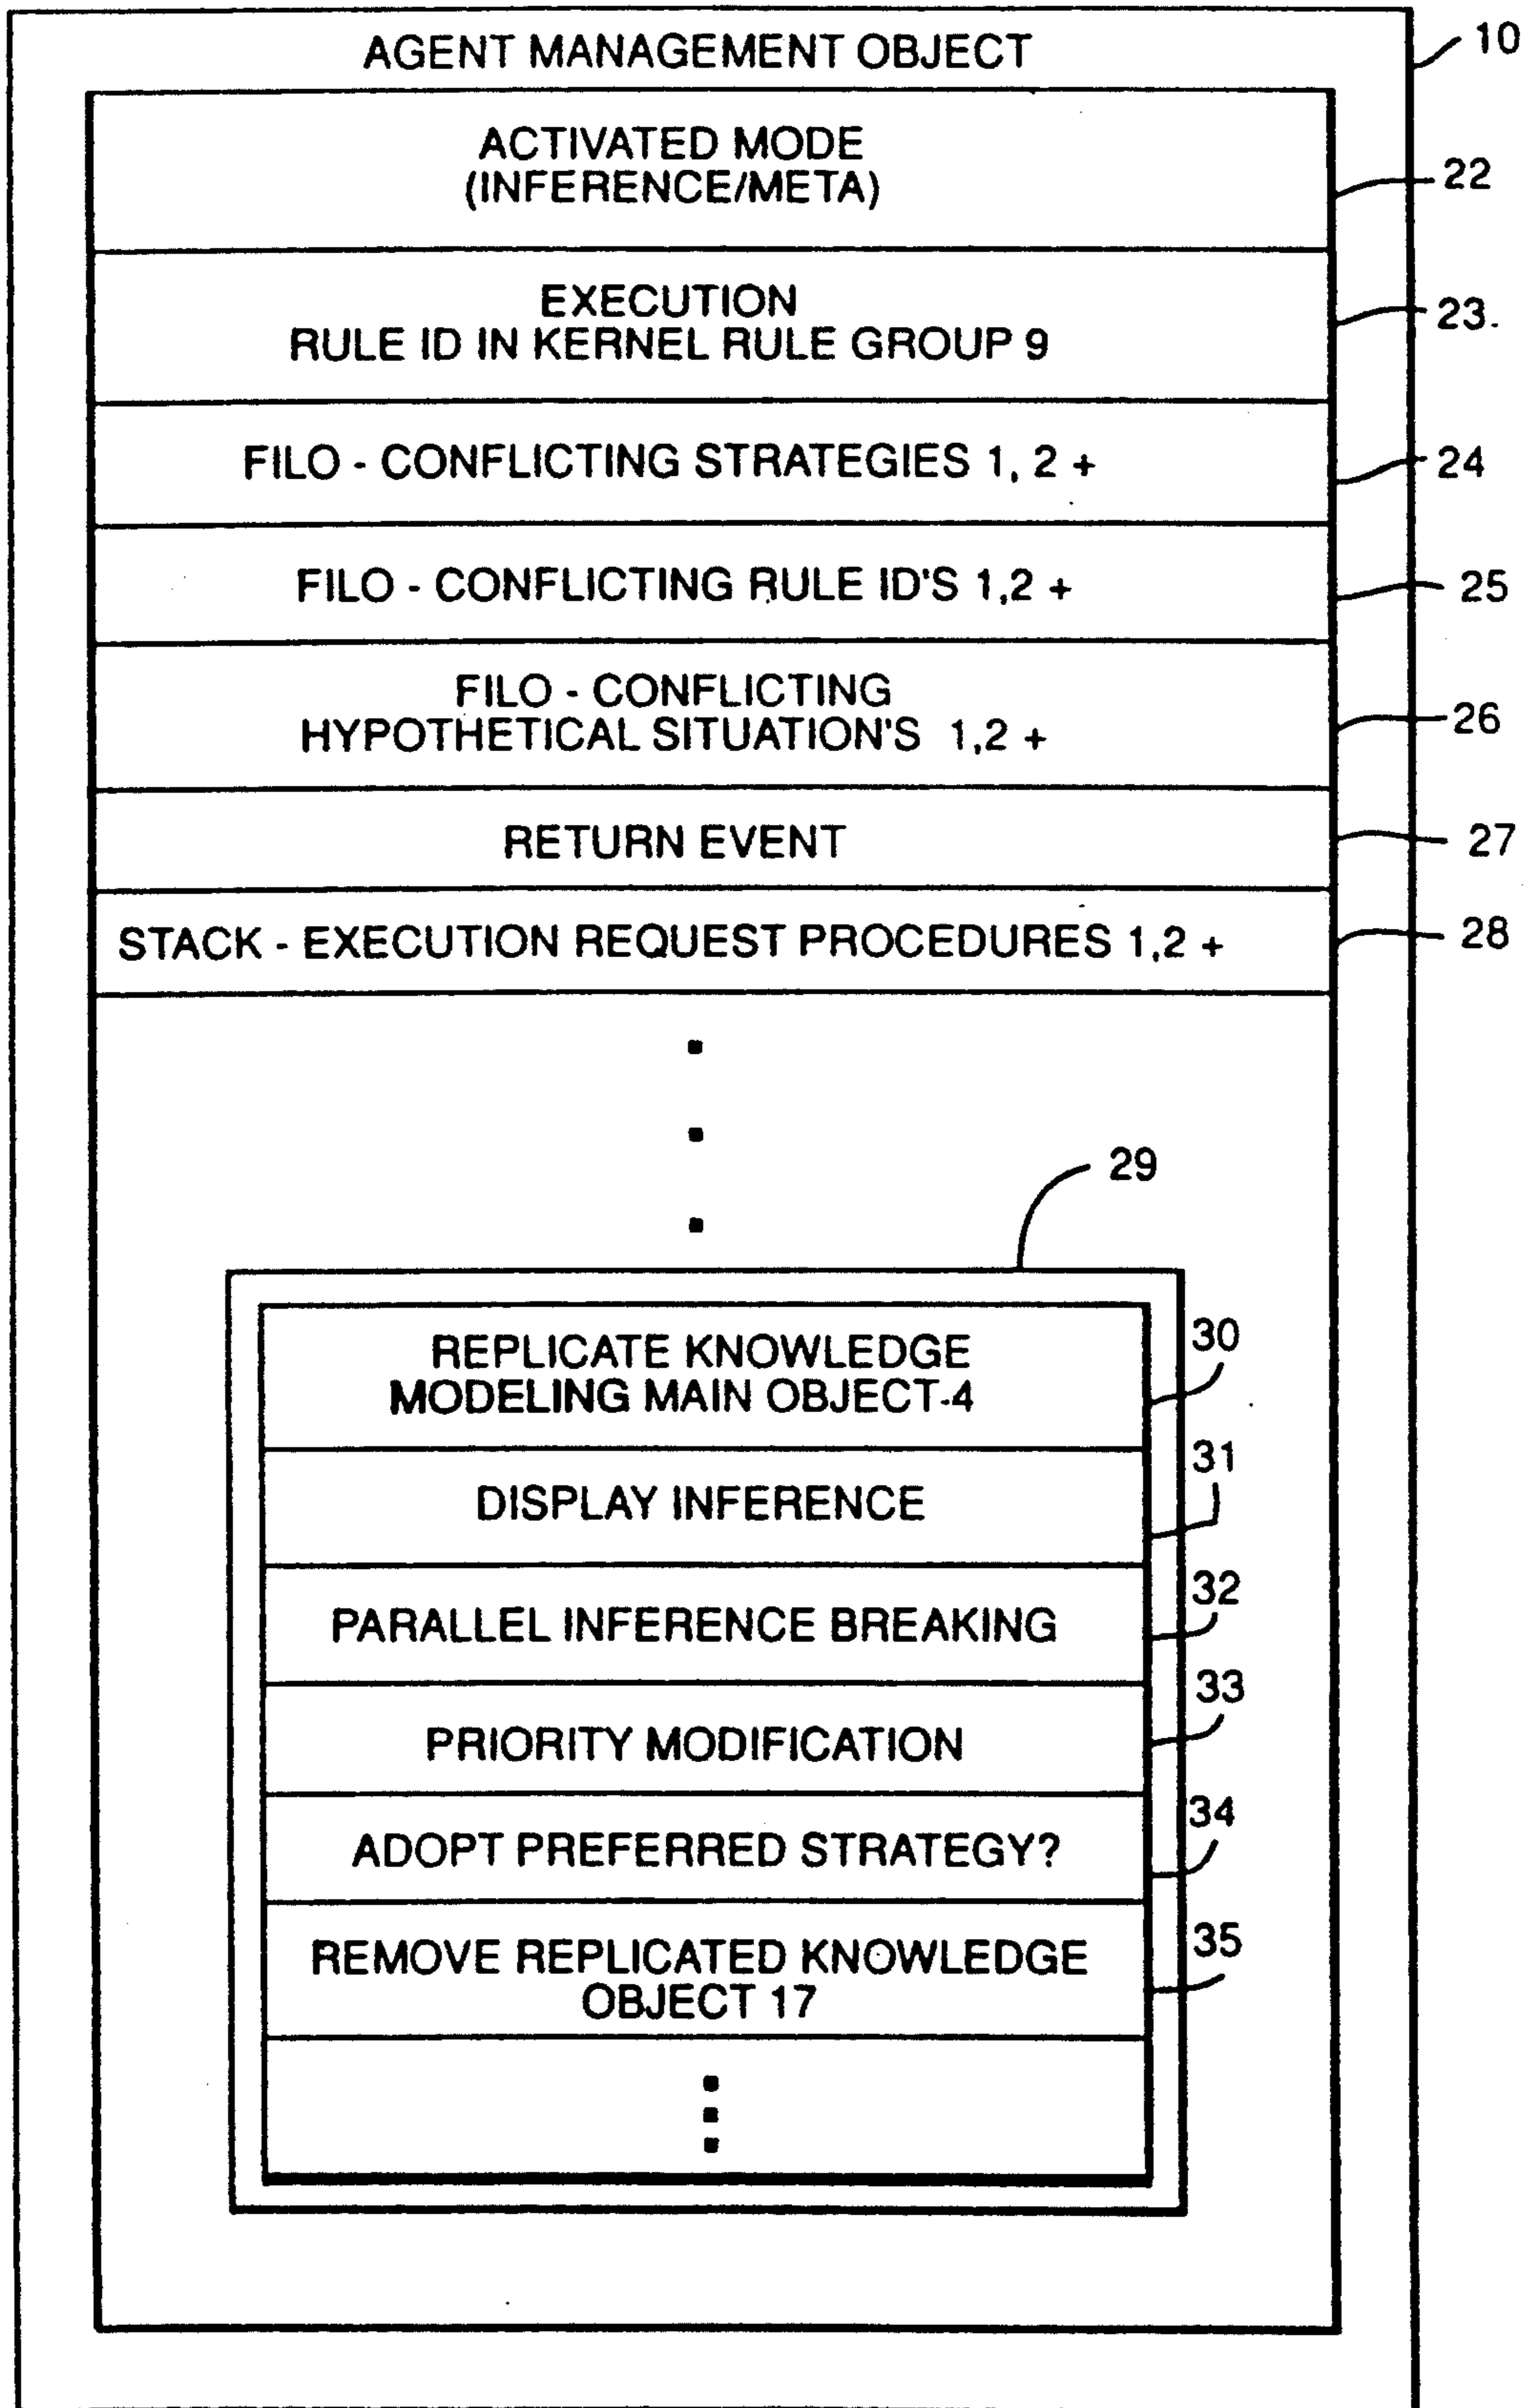 AGENT MANAGEMENT OBJECT
10
ACTIVATED MODE
(INFERENCE/META)
22
EXECUTION
RULE ID IN KERNEL RULE GROUP 9
23.
FILO - CONFLICTING STRATEGIES 1, 2 +
24
FILO - CONFLICTING RULE ID'S 1,2 +
25
FILO - CONFLICTING
HYPOTHETICAL SITUATION'S 1,2 +
26
RETURN EVENT
27
STACK - EXECUTION REQUEST PROCEDURES 1,2 +
28
29
REPLICATE KNOWLEDGE
MODELING MAIN OBJECT-4
30
DISPLAY INFERENCE
31
PARALLEL INFERENCE BREAKING
32
PRIORITY MODIFICATION
33
ADOPT PREFERRED STRATEGY?
34
REMOVE REPLICATED KNOWLEDGE
OBJECT 17
35